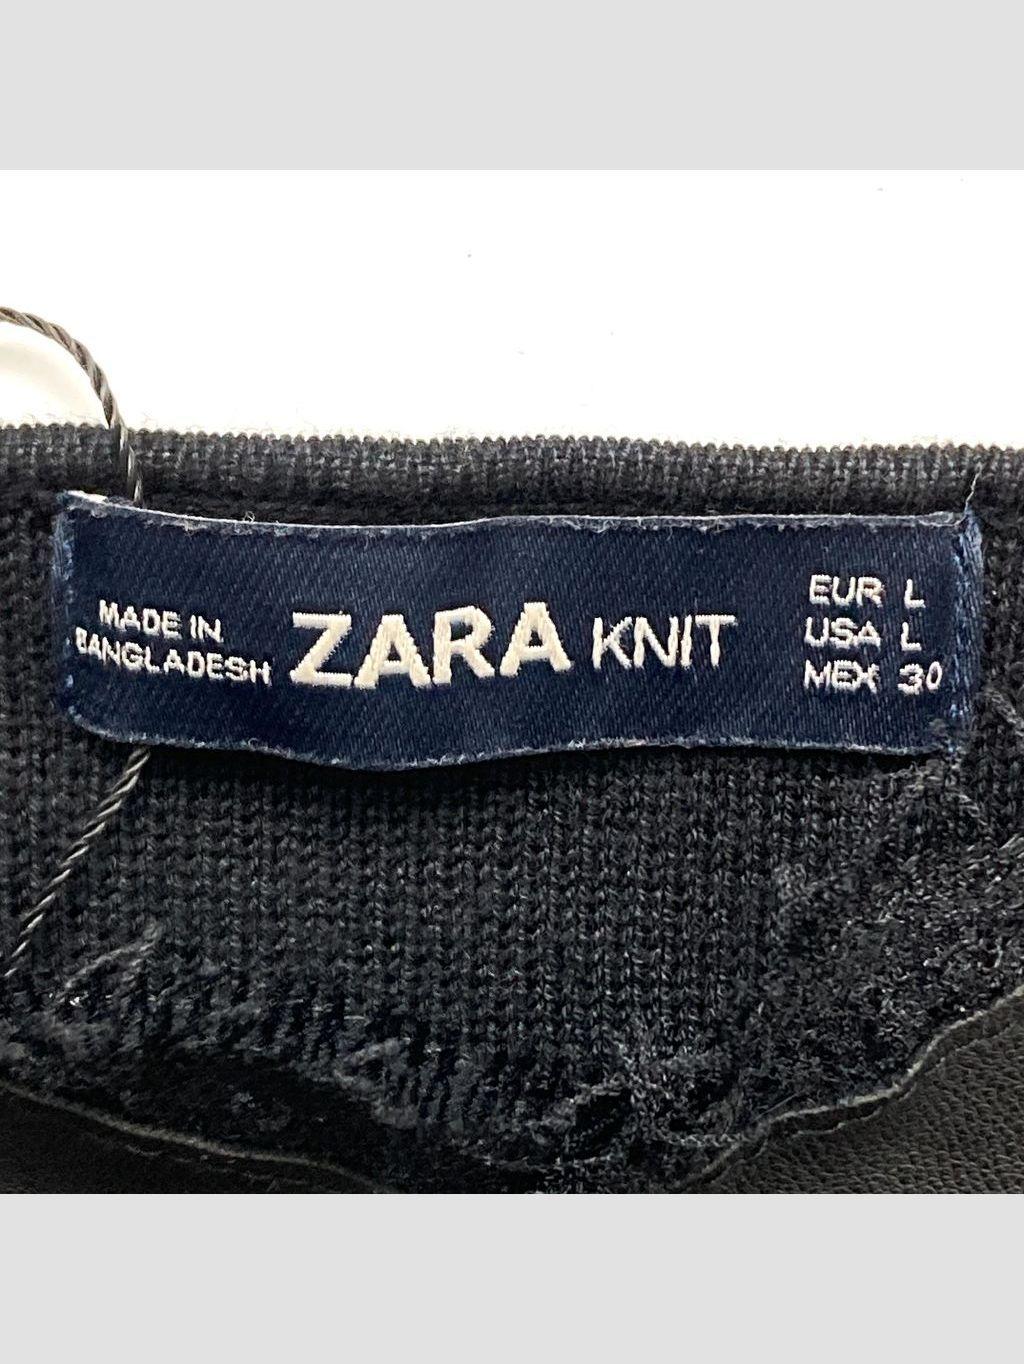 MADE IN
BANGLADESH
ZARA KNIT
EUR L
USA L
MEX 30